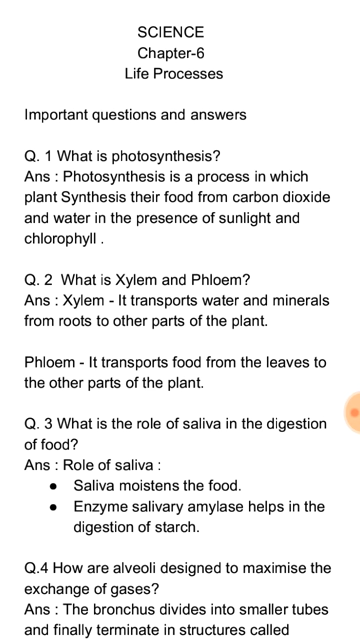 SCIENCE
Chapter-6
Life Processes
Important questions and answers
Q. 1 What is photosynthesis?
Ans : Photosynthesis is a process in which
plant Synthesis their food from carbon dioxide
and water in the presence of sunlight and
chlorophyll .
Q. 2  What is Xylem and Phloem?
Ans : Xylem - It transports water and minerals
from roots to other parts of the plant.
Phloem - It transports food from the leaves to
the other parts of the plant.
Q. 3 What is the role of saliva in the digestion
of food?
Ans : Role of saliva :
● Saliva moistens the food.
● Enzyme salivary amylase helps in the
digestion of starch.
Q.4 How are alveoli designed to maximise the
exchange of gases?
Ans : The bronchus divides into smaller tubes
and finally terminate in structures called